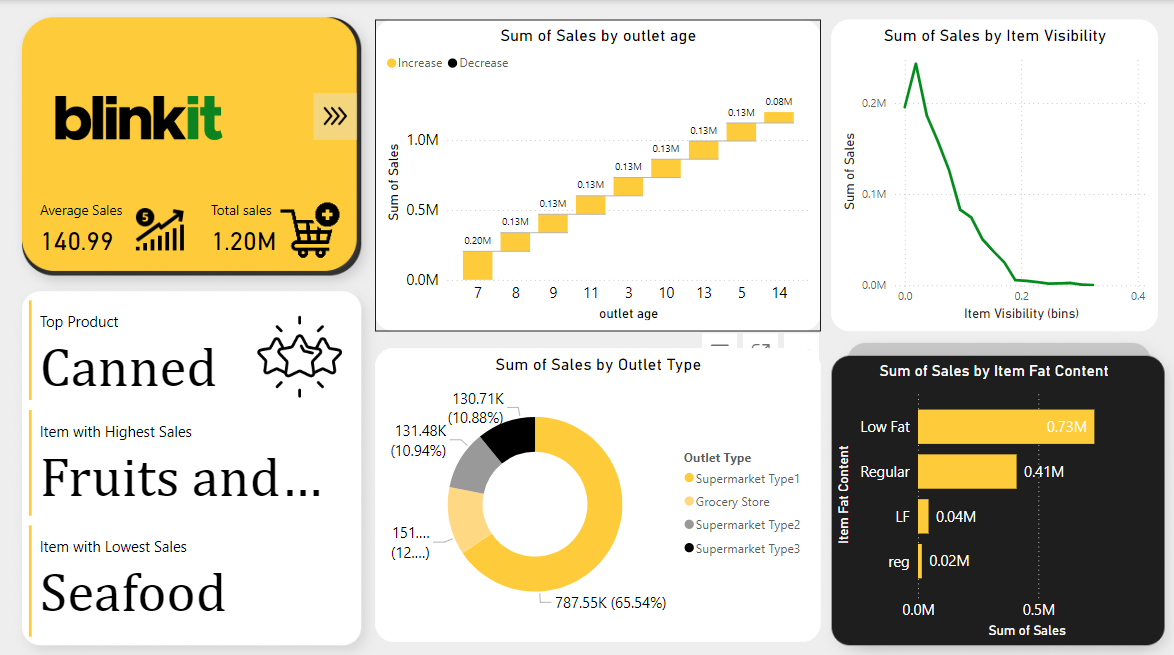 blinkit
Average Sales
140.99
5
Total sales
1.20M
Top Product
Canned
Item with Highest Sales
Fruits and...
Item with Lowest Sales
Seafood
Sum of Sales by outlet age
Increase Decrease
Sum of Sales
1.0M
0.5M
0.0M
0.20M
0.13M
0.13M
0.13M
0.13M
0.13M
0.13M
0.13M
0.08M
7 8 9 11 3 10 13 5 14
outlet age
Sum of Sales by Outlet Type
130.71K
(10.88%)
131.48K
(10.94%)
151....
(12....)
787.55K (65.54%)
Outlet Type
Supermarket Type1
Grocery Store
Supermarket Type2
Supermarket Type3
Sum of Sales by Item Visibility
Sum of Sales
0.2M
0.1M
0.0M
0.0 0.2 0.4
Item Visibility (bins)
Sum of Sales by Item Fat Content
Item Fat Content
Low Fat 0.73M
Regular 0.41M
LF 0.04M
reg 0.02M
0.0M 0.5M
Sum of Sales